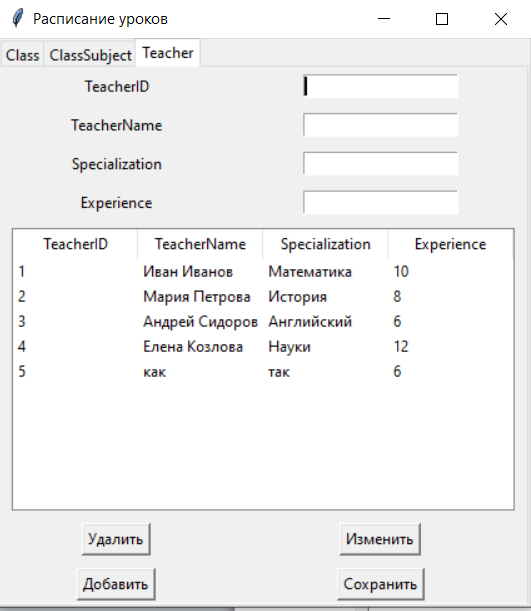 Расписание уроков
Class ClassSubject Teacher
TeacherID
TeacherName
Specialization
Experience
TeacherID TeacherName Specialization Experience
1 Иван Иванов Математика 10
2 Мария Петрова История 8
3 Андрей Сидоров Английский 6
4 Елена Козлова Науки 12
5 как так 6
Удалить Изменить
Добавить Сохранить